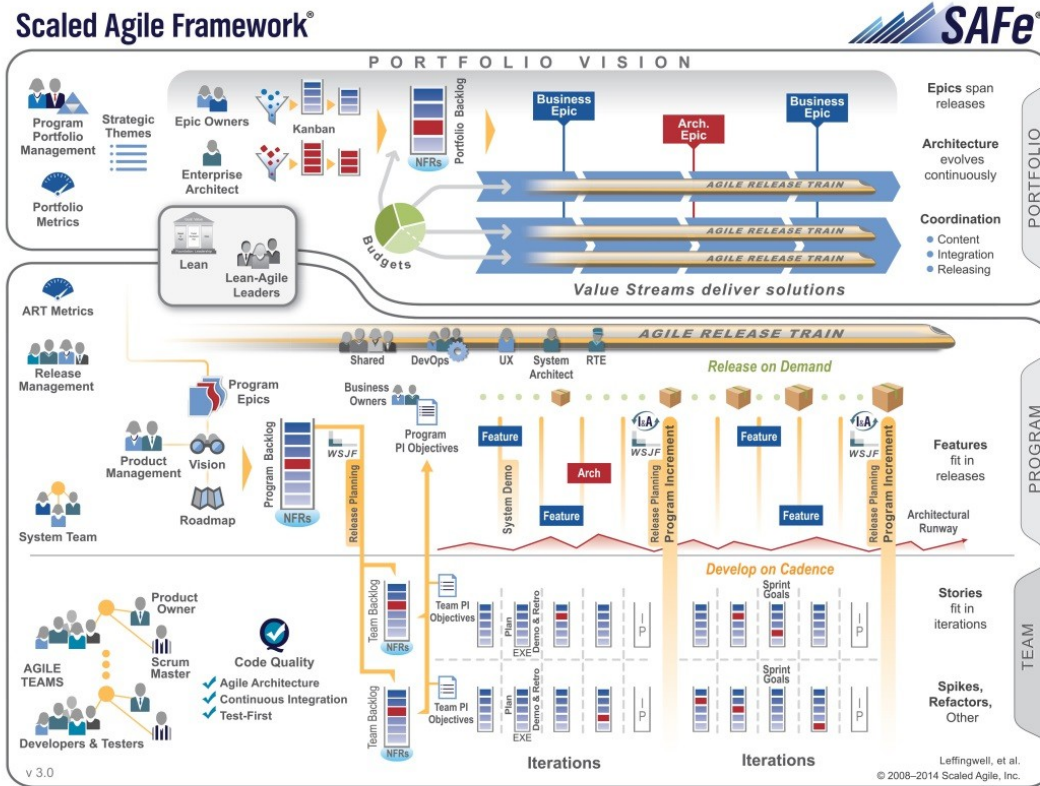 Scaled Agile Framework®
SAFe®
PORTFOLIO VISION
Program
Portfolio
Management
Strategic
Themes
Portfolio
Metrics
Epic Owners
Kanban
Enterprise
Architect
Portfolio Backlog
NFRs
Business
Epic
Arch.
Epic
Business
Epic
AGILE RELEASE TRAIN
AGILE RELEASE TRAIN
AGILE RELEASE TRAIN
Budgets
Value Streams deliver solutions
Epics span
releases
Architecture
evolves
continuously
Coordination
Content
Integration
Releasing
PORTFOLIO
Lean
Lean-Agile
Leaders
ART Metrics
Release
Management
AGILE RELEASE TRAIN
Shared
DevOps
UX
System
Architect
RTE
Release on Demand
Program
Epics
Business
Owners
Program
PI Objectives
Product
Management
Vision
Roadmap
System Team
Program Backlog
NFRs
WSJF
Release Planning
Feature
System Demo
Feature
Arch
I&A
WSJF
Release Planning
Program Increment
Feature
Feature
I&A
WSJF
Release Planning
Program Increment
Features
fit in
releases
Architectural
Runway
PROGRAM
Develop on Cadence
Product
Owner
Scrum
Master
AGILE
TEAMS
Developers & Testers
Code Quality
Agile Architecture
Continuous Integration
Test-First
Team Backlog
NFRs
Team PI
Objectives
Plan
EXE
Demo & Retro
I
P
Sprint
Goals
I
P
Stories
fit in
iterations
Team Backlog
NFRs
Team PI
Objectives
Plan
EXE
Demo & Retro
I
P
Sprint
Goals
I
P
Spikes,
Refactors,
Other
TEAM
Iterations
Iterations
v 3.0
Leffingwell, et al.
© 2008–2014 Scaled Agile, Inc.